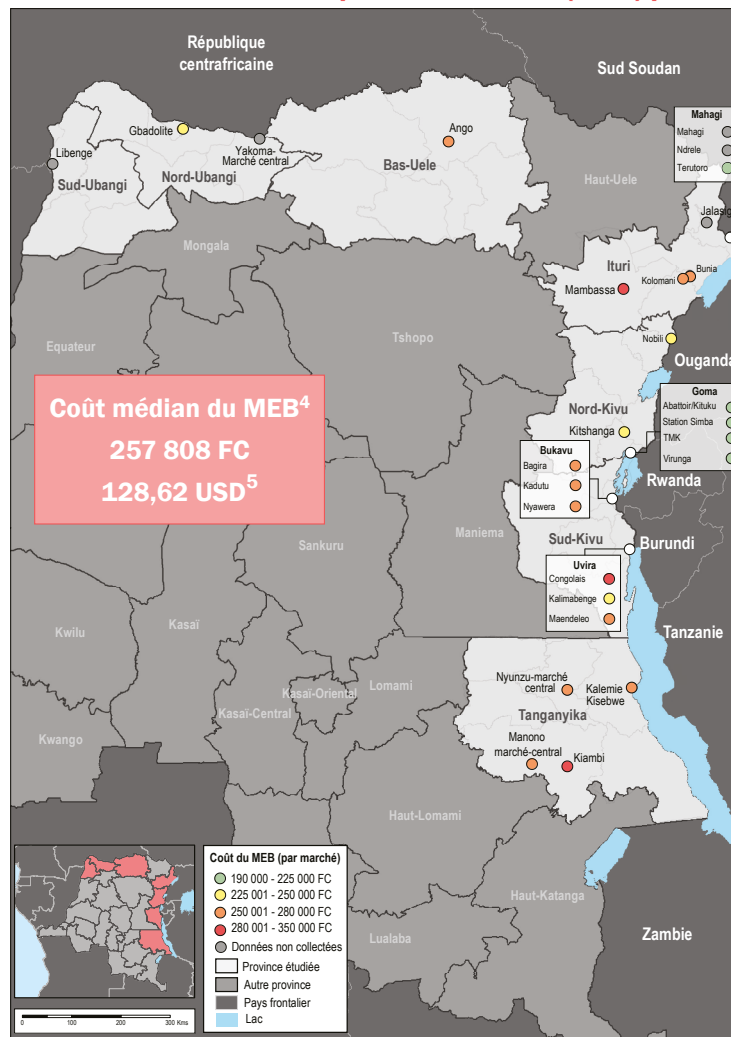 République
centrafricaine
Sud Soudan
Mahagi
Mahagi
Ndrele
Terutoro
Gbadolite
Ango
Libenge
Yakoma-
Marché central
Bas-Uele
Sud-Ubangi
Nord-Ubangi
Haut-Uele
Mongala
Ituri
Bunia
Kolomani
Mambassa
Tshopo
Equateur
Nobili
Ouganda
Coût médian du MEB4
257 808 FC
128,62 USD5
Goma
Abattoir/Kituku
Station Simba
TMK
Virunga
Nord-Kivu
Kitshanga
Bukavu
Bagira
Kadutu
Nyawera
Rwanda
Maniema
Sankuru
Sud-Kivu
Burundi
Uvira
Congolais
Kalimabenge
Maendeleo
Kasaï
Kwilu
Tanzanie
Lomami
Kasaï-Oriental
Kasaï-Central
Nyunzu-marché
central
Kalemie
Kisebwe
Tanganyika
Kwango
Manono
marché-central
Kiambi
Haut-Lomami
Haut-Katanga
Lualaba
Zambie
Coût du MEB (par marché)
190 000 - 225 000 FC
225 001 - 250 000 FC
250 001 - 280 000 FC
280 001 - 350 000 FC
Données non collectées
Province étudiée
Autre province
Pays frontalier
Lac
0 100 200 300 Kms